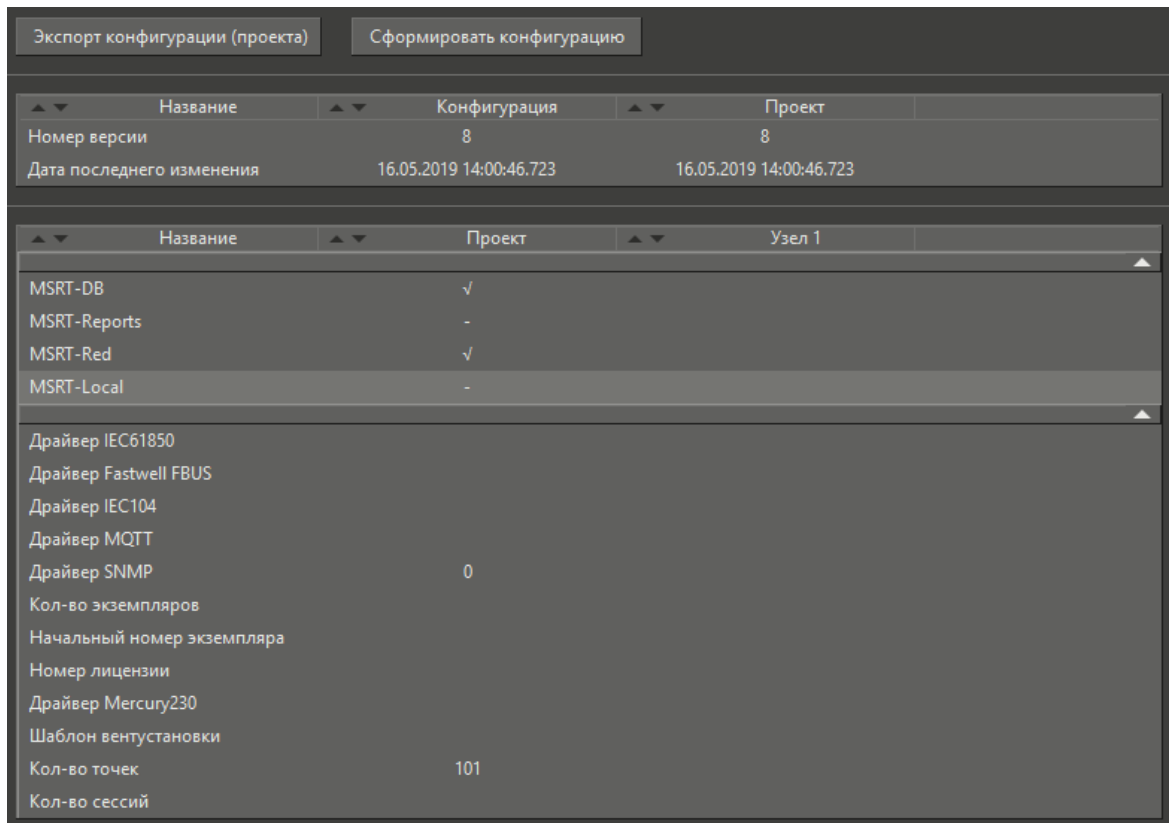 Экспорт конфигурации (проекта) Сформировать конфигурацию
Название Конфигурация Проект
Номер версии 8 8
Дата последнего изменения 16.05.2019 14:00:46.723 16.05.2019 14:00:46.723
Название Проект Узел 1
MSRT-DB √
MSRT-Reports -
MSRT-Red √
MSRT-Local -
Драйвер IEC61850
Драйвер Fastwell FBUS
Драйвер IEC104
Драйвер MQTT
Драйвер SNMP 0
Кол-во экземпляров
Начальный номер экземпляра
Номер лицензии
Драйвер Mercury230
Шаблон вентустановки
Кол-во точек 101
Кол-во сессий